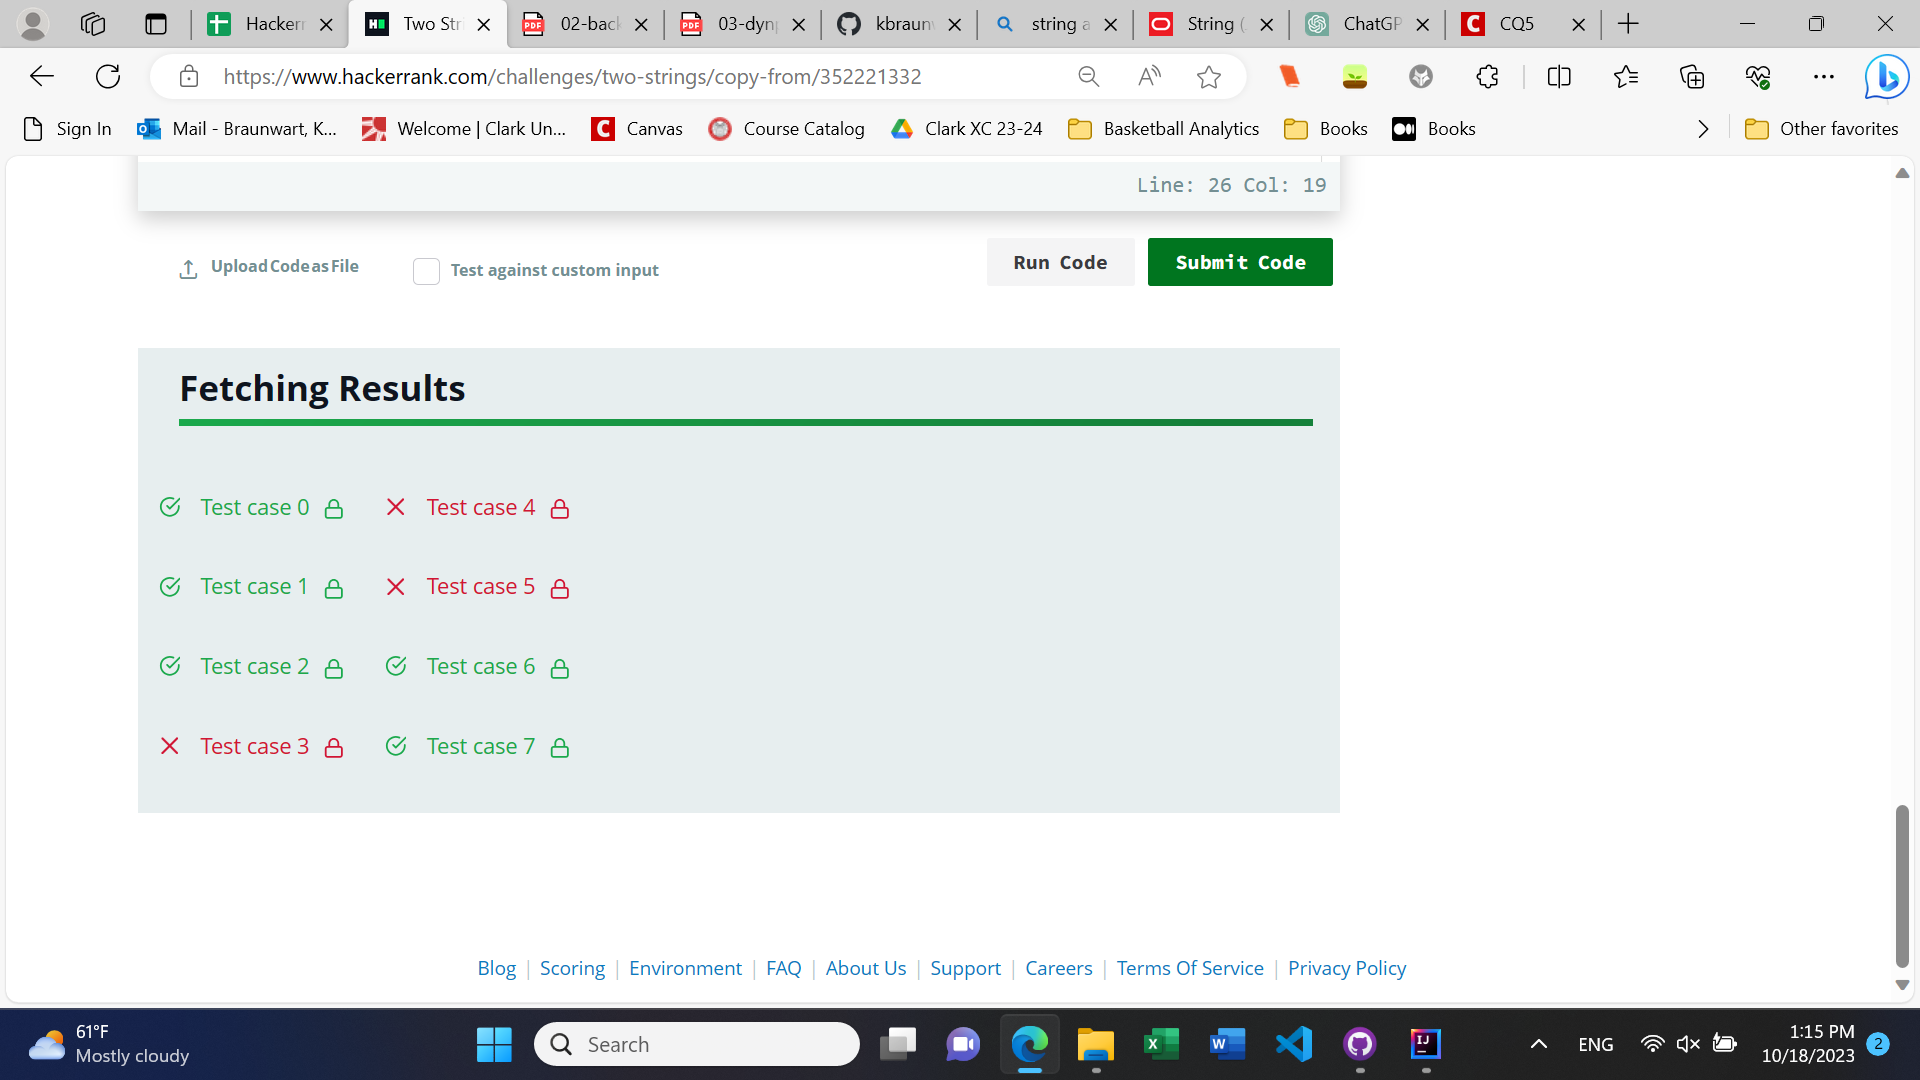 Hackerr
Two Stri
02-back
03-dynp
kbraunw
string a
String (
ChatGP
CQ5
https://www.hackerrank.com/challenges/two-strings/copy-from/352221332
Sign In
Mail - Braunwart, K...
Welcome | Clark Un...
Canvas
Course Catalog
Clark XC 23-24
Basketball Analytics
Books
Books
Other favorites
Line: 26 Col: 19
Upload Code as File
Test against custom input
Run Code
Submit Code
Fetching Results
Test case 0
Test case 4
Test case 1
Test case 5
Test case 2
Test case 6
Test case 3
Test case 7
Blog | Scoring | Environment | FAQ | About Us | Support | Careers | Terms Of Service | Privacy Policy
61°F
Mostly cloudy
Search
ENG
1:15 PM
10/18/2023
2